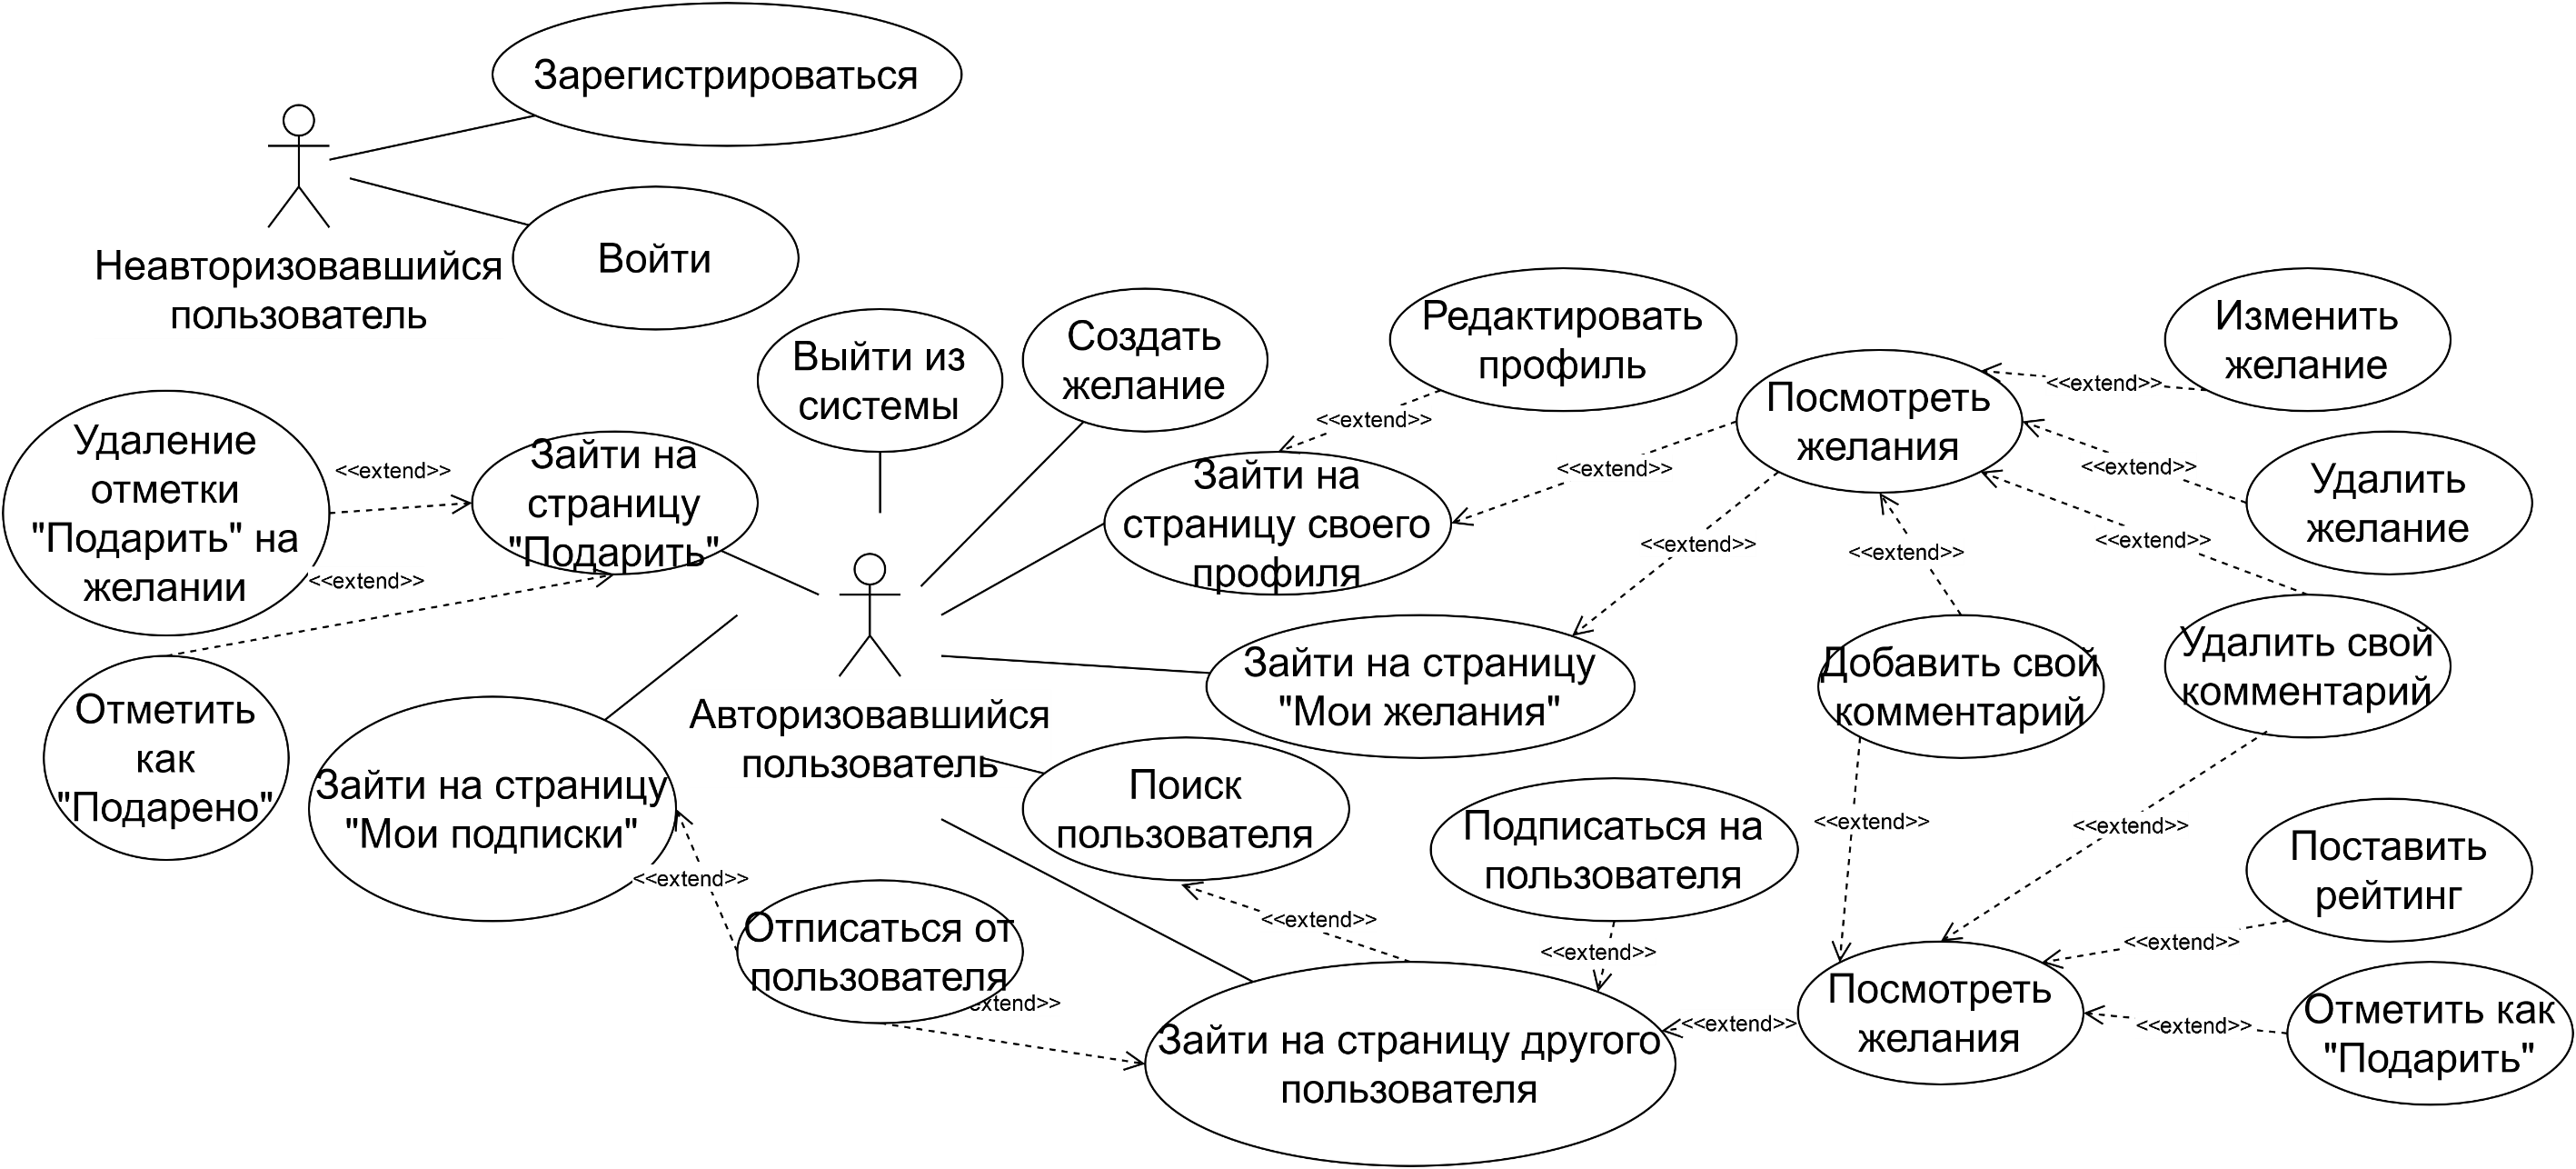 Зарегистрироваться
Неавторизовавшийся
пользователь
Войти
Выйти из
системы
Создать
желание
Редактировать
профиль
<<extend>>
Посмотреть
желания
Изменить
желание
<<extend>>
Удаление
отметки
"Подарить" на
желании
<<extend>>
Зайти на
страницу
"Подарить"
<<extend>>
Зайти на
страницу своего
профиля
<<extend>>
<<extend>>
<<extend>>
Удалить
желание
<<extend>>
<<extend>>
Отметить
как
"Подарено"
Зайти на страницу
"Мои подписки"
Авторизовавшийся
пользователь
Зайти на страницу
"Мои желания"
Добавить свой
комментарий
Удалить свой
комментарий
Поиск
пользователя
Подписаться на
пользователя
<<extend>>
<<extend>>
Поставить
рейтинг
<<extend>>
Отписаться от
пользователя
extend>>
<<extend>>
<<extend>>
Зайти на страницу другого
пользователя
<<extend>>
Посмотреть
желания
<<extend>>
<<extend>>
Отметить как
"Подарить"